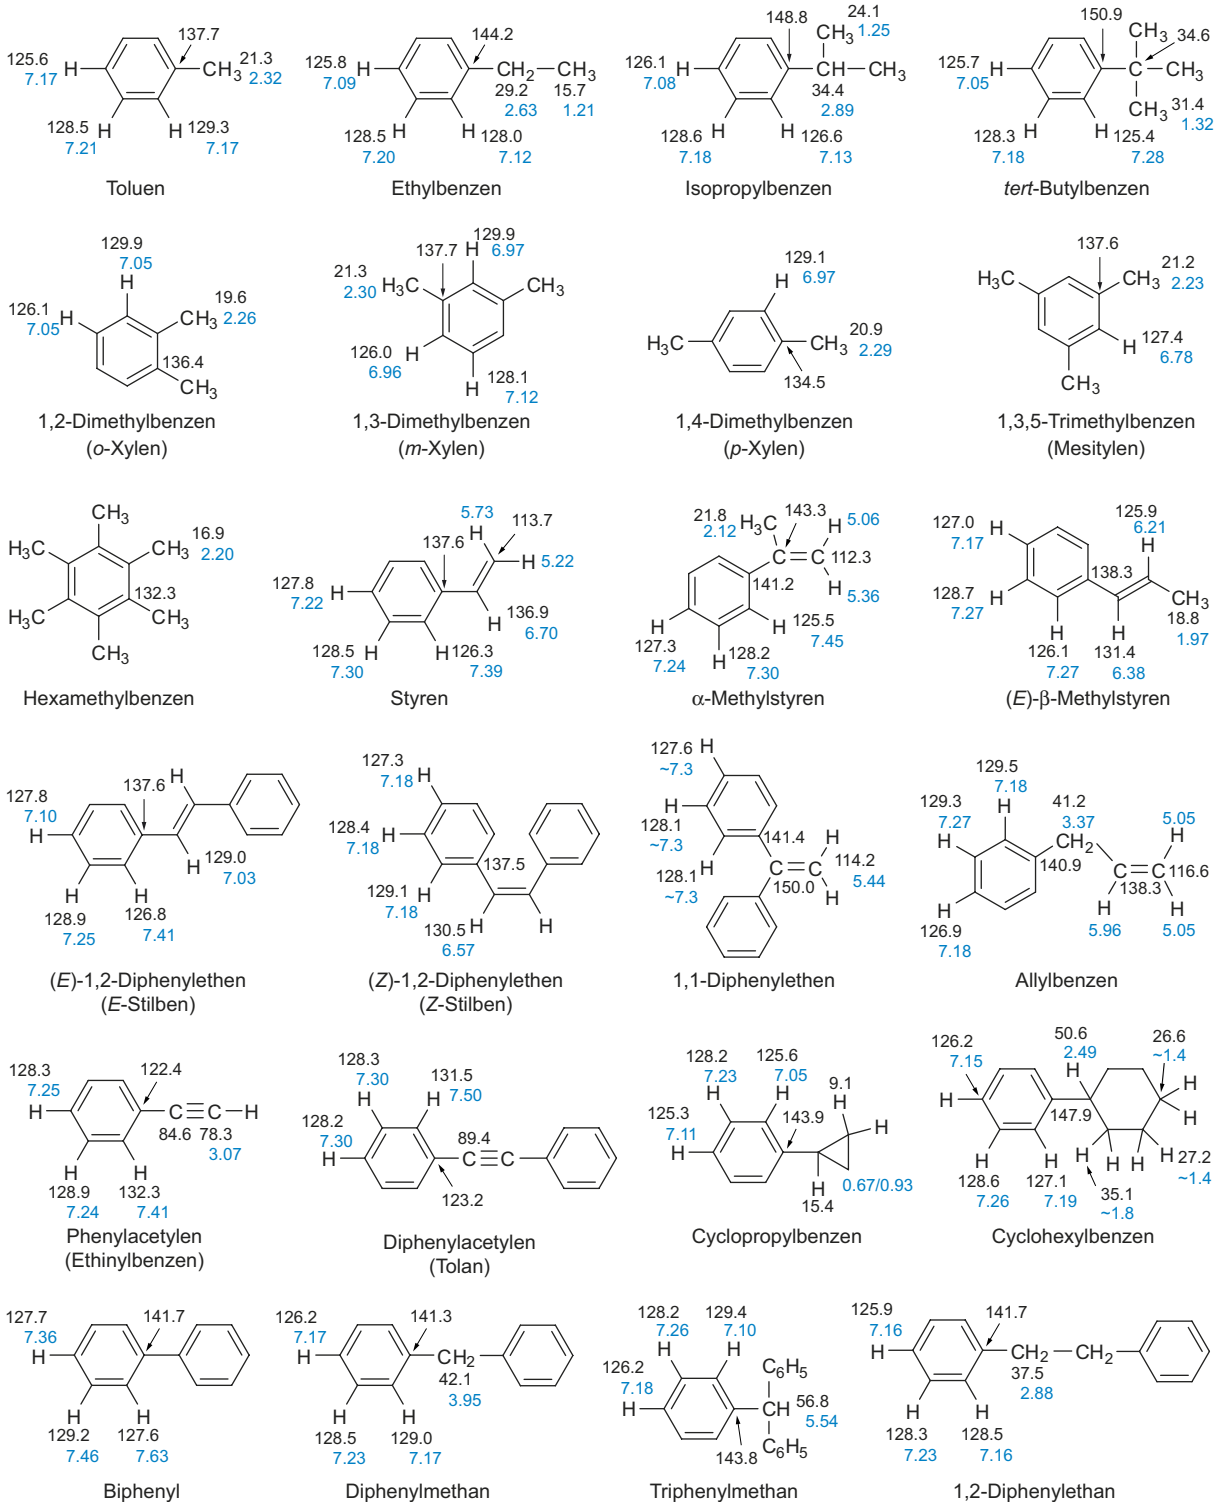 137.7
125.6
H
7.17
CH3
21.3
2.32
128.5
H
7.21
H
129.3
7.17
Toluen
144.2
125.8
H
7.09
CH2
CH3
29.2
2.63
15.7
1.21
H
128.5
7.20
H
128.0
7.12
Ethylbenzen
148.8
24.1
CH3
1.25
126.1
H
7.08
CH
CH3
34.4
2.89
128.6
H
7.18
H
126.6
7.13
Isopropylbenzen
150.9
CH3
34.6
125.7
H
7.05
C
CH3
CH3
31.4
1.32
128.3
H
7.18
H
125.4
7.28
tert-Butylbenzen
129.9
7.05
H
126.1
H
7.05
19.6
CH3
2.26
136.4
CH3
1,2-Dimethylbenzen
(o-Xylen)
137.7
129.9
H
6.97
21.3
2.30
H3C
CH3
126.0
H
6.96
128.1
H
7.12
1,3-Dimethylbenzen
(m-Xylen)
129.1
H
6.97
H3C
20.9
CH3
2.29
134.5
1,4-Dimethylbenzen
(p-Xylen)
137.6
H3C
21.2
CH3
2.23
H
127.4
6.78
CH3
1,3,5-Trimethylbenzen
(Mesitylen)
CH3
H3C
CH3
16.9
2.20
132.3
H3C
CH3
CH3
Hexamethylbenzen
5.73
H
113.7
137.6
H
5.22
127.8
H
7.22
H
136.9
6.70
128.5
H
7.30
H
126.3
7.39
Styren
21.8
2.12
H3C
143.3
H
5.06
C
C
112.3
141.2
H
5.36
127.3
H
7.24
128.2
H
7.30
125.5
H
7.45
α-Methylstyren
125.9
6.21
H
127.0
H
7.17
138.3
128.7
H
7.27
CH3
18.8
1.97
H
126.1
7.27
H
131.4
6.38
(E)-β-Methylstyren
127.8
7.10
H
137.6
H
H
129.0
7.03
H
128.9
7.25
H
126.8
7.41
(E)-1,2-Diphenylethen
(E-Stilben)
127.3
H
7.18
128.4
H
7.18
137.5
129.1
H
7.18
130.5
H
6.57
H
(Z)-1,2-Diphenylethen
(Z-Stilben)
127.6
H
~7.3
H
128.1
~7.3
141.4
H
128.1
~7.3
H
C
C
114.2
5.44
150.0
H
1,1-Diphenylethen
129.5
7.18
H
129.3
7.27
H
41.2
3.37
CH2
5.05
H
140.9
C
C
138.3
116.6
H
126.9
7.18
H
5.96
H
5.05
Allylbenzen
128.3
7.25
H
122.4
C
C
H
84.6
78.3
3.07
H
128.9
7.24
H
132.3
7.41
Phenylacetylen
(Ethinylbenzen)
128.3
7.30
H
131.5
H
7.50
128.2
7.30
H
89.4
C
C
123.2
Diphenylacetylen
(Tolan)
128.2
7.23
H
125.6
7.05
H
125.3
7.11
H
143.9
9.1
H
H
0.67/0.93
H
15.4
Cyclopropylbenzen
126.2
7.15
H
50.6
2.49
H
26.6
~1.4
H
H
147.9
H
128.6
7.26
H
127.1
7.19
H
35.1
~1.8
H
H
H
27.2
~1.4
Cyclohexylbenzen
127.7
7.36
H
141.7
H
129.2
7.46
H
127.6
7.63
Biphenyl
126.2
7.17
H
141.3
CH2
42.1
3.95
H
128.5
7.23
H
129.0
7.17
Diphenylmethan
128.2
7.26
H
129.4
7.10
H
126.2
7.18
H
C6H5
CH
56.8
5.54
C6H5
143.8
Triphenylmethan
125.9
7.16
H
141.7
CH2
CH2
37.5
2.88
H
128.3
7.23
H
128.5
7.16
1,2-Diphenylethan